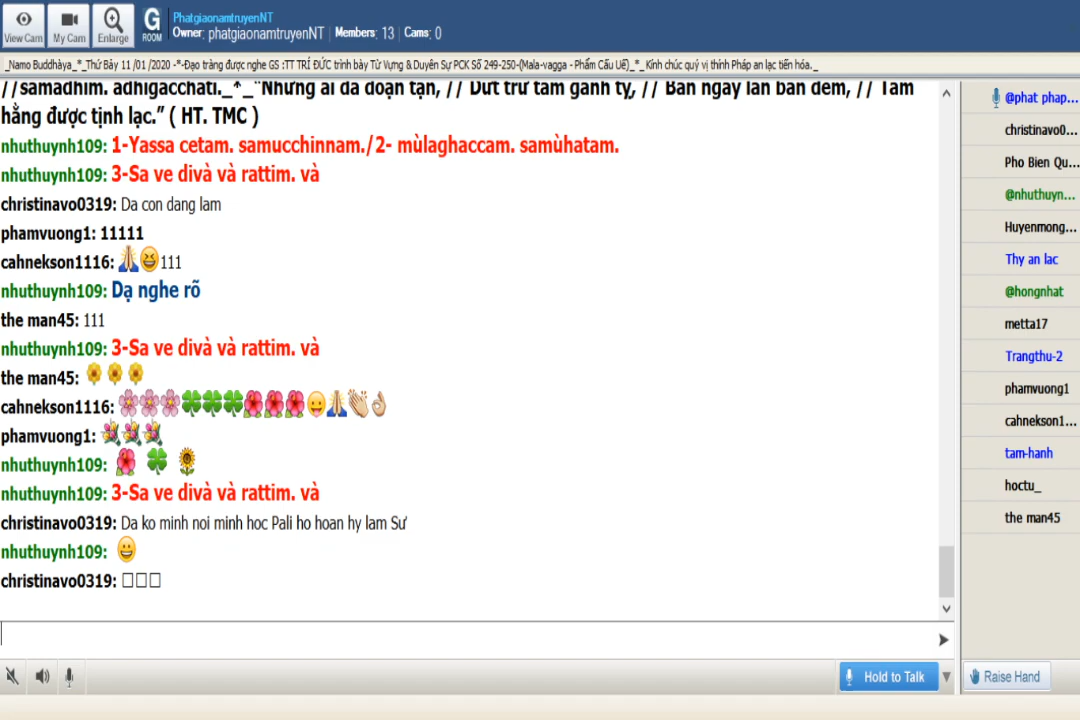 View Cam
My Cam
Enlarge
G
ROOM
PhatgiaonamtruyenNT
Owner: phatgiaonamtruyenNT | Members: 13 | Cams: 0
_Namo Buddhàya_*_Thứ Bảy 11 /01 /2020 -*-Đạo tràng được nghe GS :TT TRÍ ĐỨC trình bày Từ Vựng & Duyên Sự PCK Số 249-250-(Mala-vagga - Phẩm Cấu Uế)_*_Kính chúc quý vị thính Pháp an lạc tiến hóa._
//samàdhim. adhigacchati._*_"Những ai đã đoạn tận, // Dứt trừ tâm ganh tỵ, // Ban ngày lẫn ban đêm, // Tâm
hằng được tịnh lạc." ( HT. TMC )
nhuthuynh109: 1-Yassa cetam. samucchinnam./2- mùlaghaccam. samùhatam.
nhuthuynh109: 3-Sa ve divà và rattim. và
christinavo0319: Da con dang lam
phamvuong1: 11111
cahnekson1116: 🙏😆111
nhuthuynh109: Dạ nghe rõ
the man45: 111
nhuthuynh109: 3-Sa ve divà và rattim. và
the man45: 🌻🌻🌻
cahnekson1116: 🌸🌸🌸🍀🍀🍀🌺🌺🌺😛🙏👏👌
phamvuong1: 💐💐💐
nhuthuynh109: 🌺 🍀 🌻
nhuthuynh109: 3-Sa ve divà và rattim. và
christinavo0319: Da ko minh noi minh hoc Pali ho hoan hy lam Sư
nhuthuynh109: 😀
christinavo0319: □□□
@phat phap...
christinavo0...
Pho Bien Qu...
@nhuthuyn...
Huyenmong...
Thy an lac
@hongnhat
metta17
Trangthu-2
phamvuong1
cahnekson1...
tam-hanh
hoctu_
the man45
Hold to Talk
Raise Hand